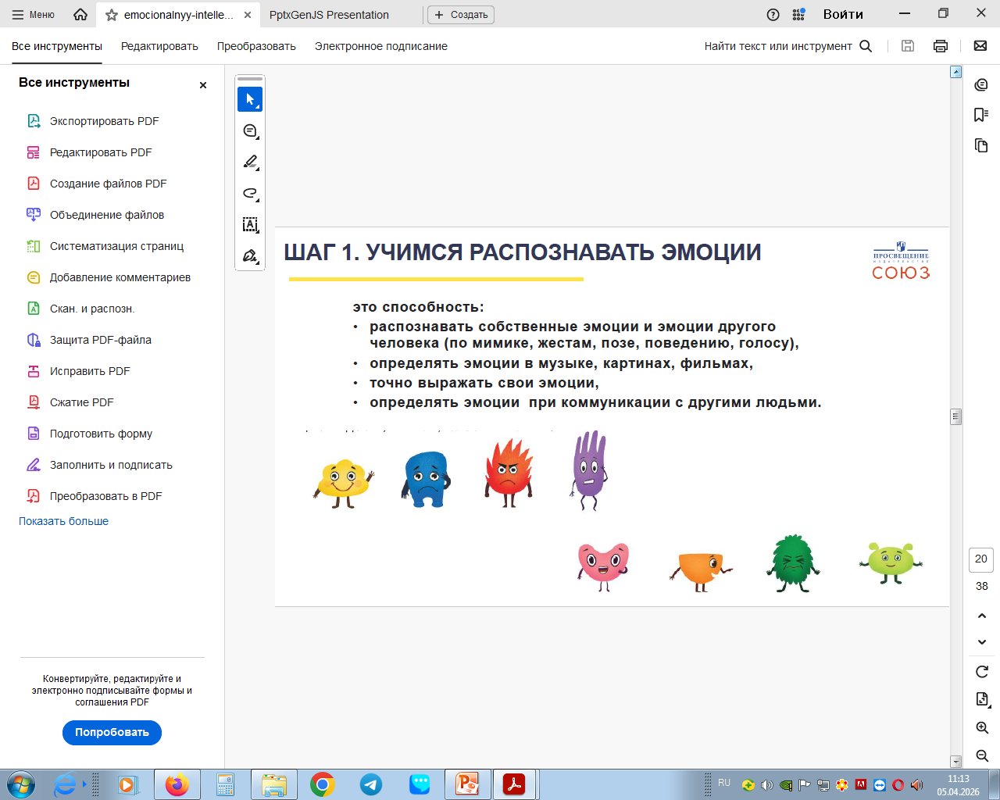 Меню
emocionalnyy-intelle...
PptxGenJS Presentation
Создать
Войти
Все инструменты
Редактировать
Преобразовать
Электронное подписание
Найти текст или инструмент
Все инструменты
Экспортировать PDF
Редактировать PDF
Создание файлов PDF
Объединение файлов
Систематизация страниц
Добавление комментариев
Скан. и распозн.
Защита PDF-файла
Исправить PDF
Сжатие PDF
Подготовить форму
Заполнить и подписать
Преобразовать в PDF
Показать больше
Конвертируйте, редактируйте и
электронно подписывайте формы и
соглашения PDF
Попробовать
ШАГ 1. УЧИМСЯ РАСПОЗНАВАТЬ ЭМОЦИИ
ПРОСВЕЩЕНИЕ
ИЗДАТЕЛЬСТВО
СОЮЗ
это способность:
• распознавать собственные эмоции и эмоции другого
человека (по мимике, жестам, позе, поведению, голосу),
• определять эмоции в музыке, картинах, фильмах,
• точно выражать свои эмоции,
• определять эмоции при коммуникации с другими людьми.
20
38
RU
11:13
05.04.2026